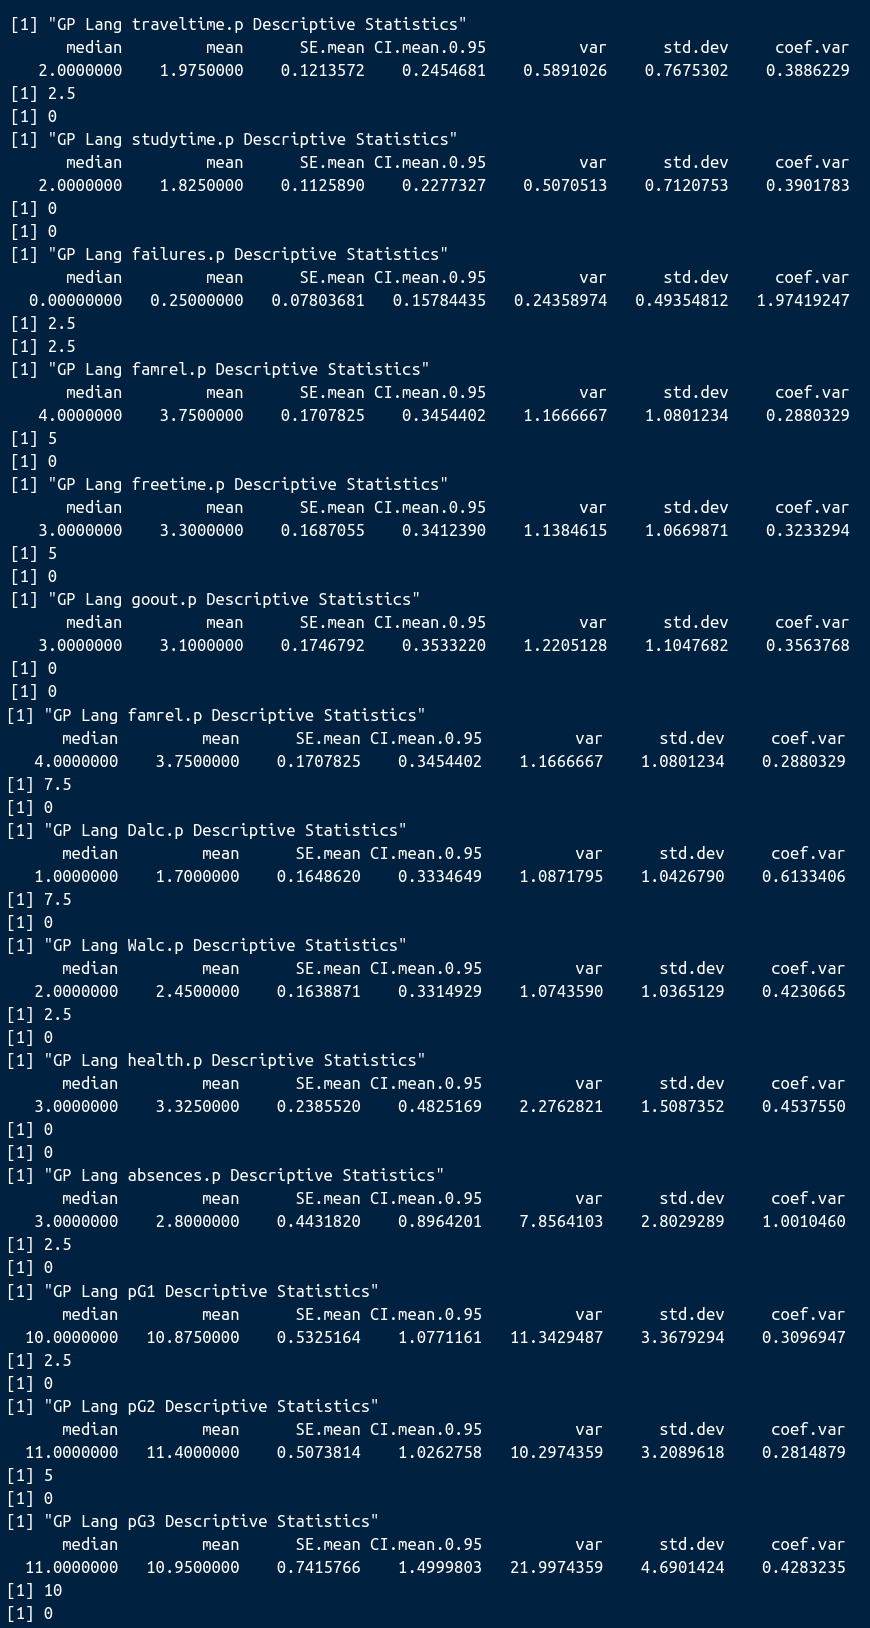 [1] "GP Lang traveltime.p Descriptive Statistics"
median mean SE.mean CI.mean.0.95 var std.dev coef.var
2.0000000 1.9750000 0.1213572 0.2454681 0.5891026 0.7675302 0.3886229
[1] 2.5
[1] 0
[1] "GP Lang studytime.p Descriptive Statistics"
median mean SE.mean CI.mean.0.95 var std.dev coef.var
2.0000000 1.8250000 0.1125890 0.2277327 0.5070513 0.7120753 0.3901783
[1] 0
[1] 0
[1] "GP Lang failures.p Descriptive Statistics"
median mean SE.mean CI.mean.0.95 var std.dev coef.var
0.00000000 0.25000000 0.07803681 0.15784435 0.24358974 0.49354812 1.97419247
[1] 2.5
[1] 2.5
[1] "GP Lang famrel.p Descriptive Statistics"
median mean SE.mean CI.mean.0.95 var std.dev coef.var
4.0000000 3.7500000 0.1707825 0.3454402 1.1666667 1.0801234 0.2880329
[1] 5
[1] 0
[1] "GP Lang freetime.p Descriptive Statistics"
median mean SE.mean CI.mean.0.95 var std.dev coef.var
3.0000000 3.3000000 0.1687055 0.3412390 1.1384615 1.0669871 0.3233294
[1] 5
[1] 0
[1] "GP Lang goout.p Descriptive Statistics"
median mean SE.mean CI.mean.0.95 var std.dev coef.var
3.0000000 3.1000000 0.1746792 0.3533220 1.2205128 1.1047682 0.3563768
[1] 0
[1] 0
[1] "GP Lang famrel.p Descriptive Statistics"
median mean SE.mean CI.mean.0.95 var std.dev coef.var
4.0000000 3.7500000 0.1707825 0.3454402 1.1666667 1.0801234 0.2880329
[1] 7.5
[1] 0
[1] "GP Lang Dalc.p Descriptive Statistics"
median mean SE.mean CI.mean.0.95 var std.dev coef.var
1.0000000 1.7000000 0.1648620 0.3334649 1.0871795 1.0426790 0.6133406
[1] 7.5
[1] 0
[1] "GP Lang Walc.p Descriptive Statistics"
median mean SE.mean CI.mean.0.95 var std.dev coef.var
2.0000000 2.4500000 0.1638871 0.3314929 1.0743590 1.0365129 0.4230665
[1] 2.5
[1] 0
[1] "GP Lang health.p Descriptive Statistics"
median mean SE.mean CI.mean.0.95 var std.dev coef.var
3.0000000 3.3250000 0.2385520 0.4825169 2.2762821 1.5087352 0.4537550
[1] 0
[1] 0
[1] "GP Lang absences.p Descriptive Statistics"
median mean SE.mean CI.mean.0.95 var std.dev coef.var
3.0000000 2.8000000 0.4431820 0.8964201 7.8564103 2.8029289 1.0010460
[1] 2.5
[1] 0
[1] "GP Lang pG1 Descriptive Statistics"
median mean SE.mean CI.mean.0.95 var std.dev coef.var
10.0000000 10.8750000 0.5325164 1.0771161 11.3429487 3.3679294 0.3096947
[1] 2.5
[1] 0
[1] "GP Lang pG2 Descriptive Statistics"
median mean SE.mean CI.mean.0.95 var std.dev coef.var
11.0000000 11.4000000 0.5073814 1.0262758 10.2974359 3.2089618 0.2814879
[1] 5
[1] 0
[1] "GP Lang pG3 Descriptive Statistics"
median mean SE.mean CI.mean.0.95 var std.dev coef.var
11.0000000 10.9500000 0.7415766 1.4999803 21.9974359 4.6901424 0.4283235
[1] 10
[1] 0